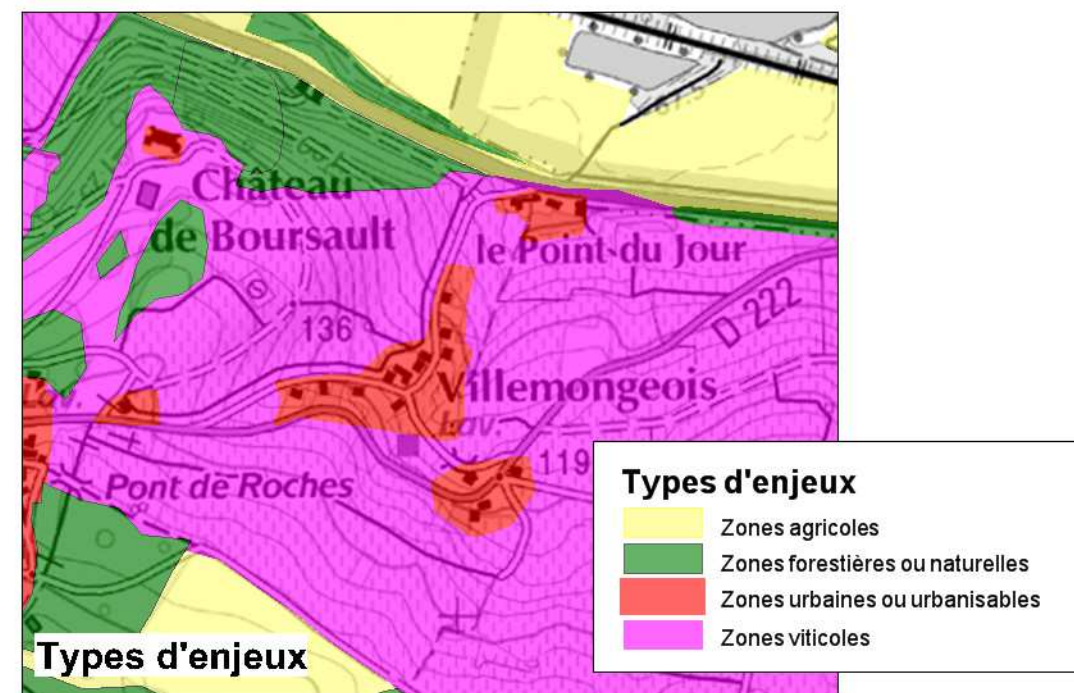 Château
de Boursault
le Point du Jour
136
D 222
Villemongeois
Lav.
119
Pont de Roches
Types d'enjeux
Types d'enjeux
Zones agricoles
Zones forestières ou naturelles
Zones urbaines ou urbanisables
Zones viticoles